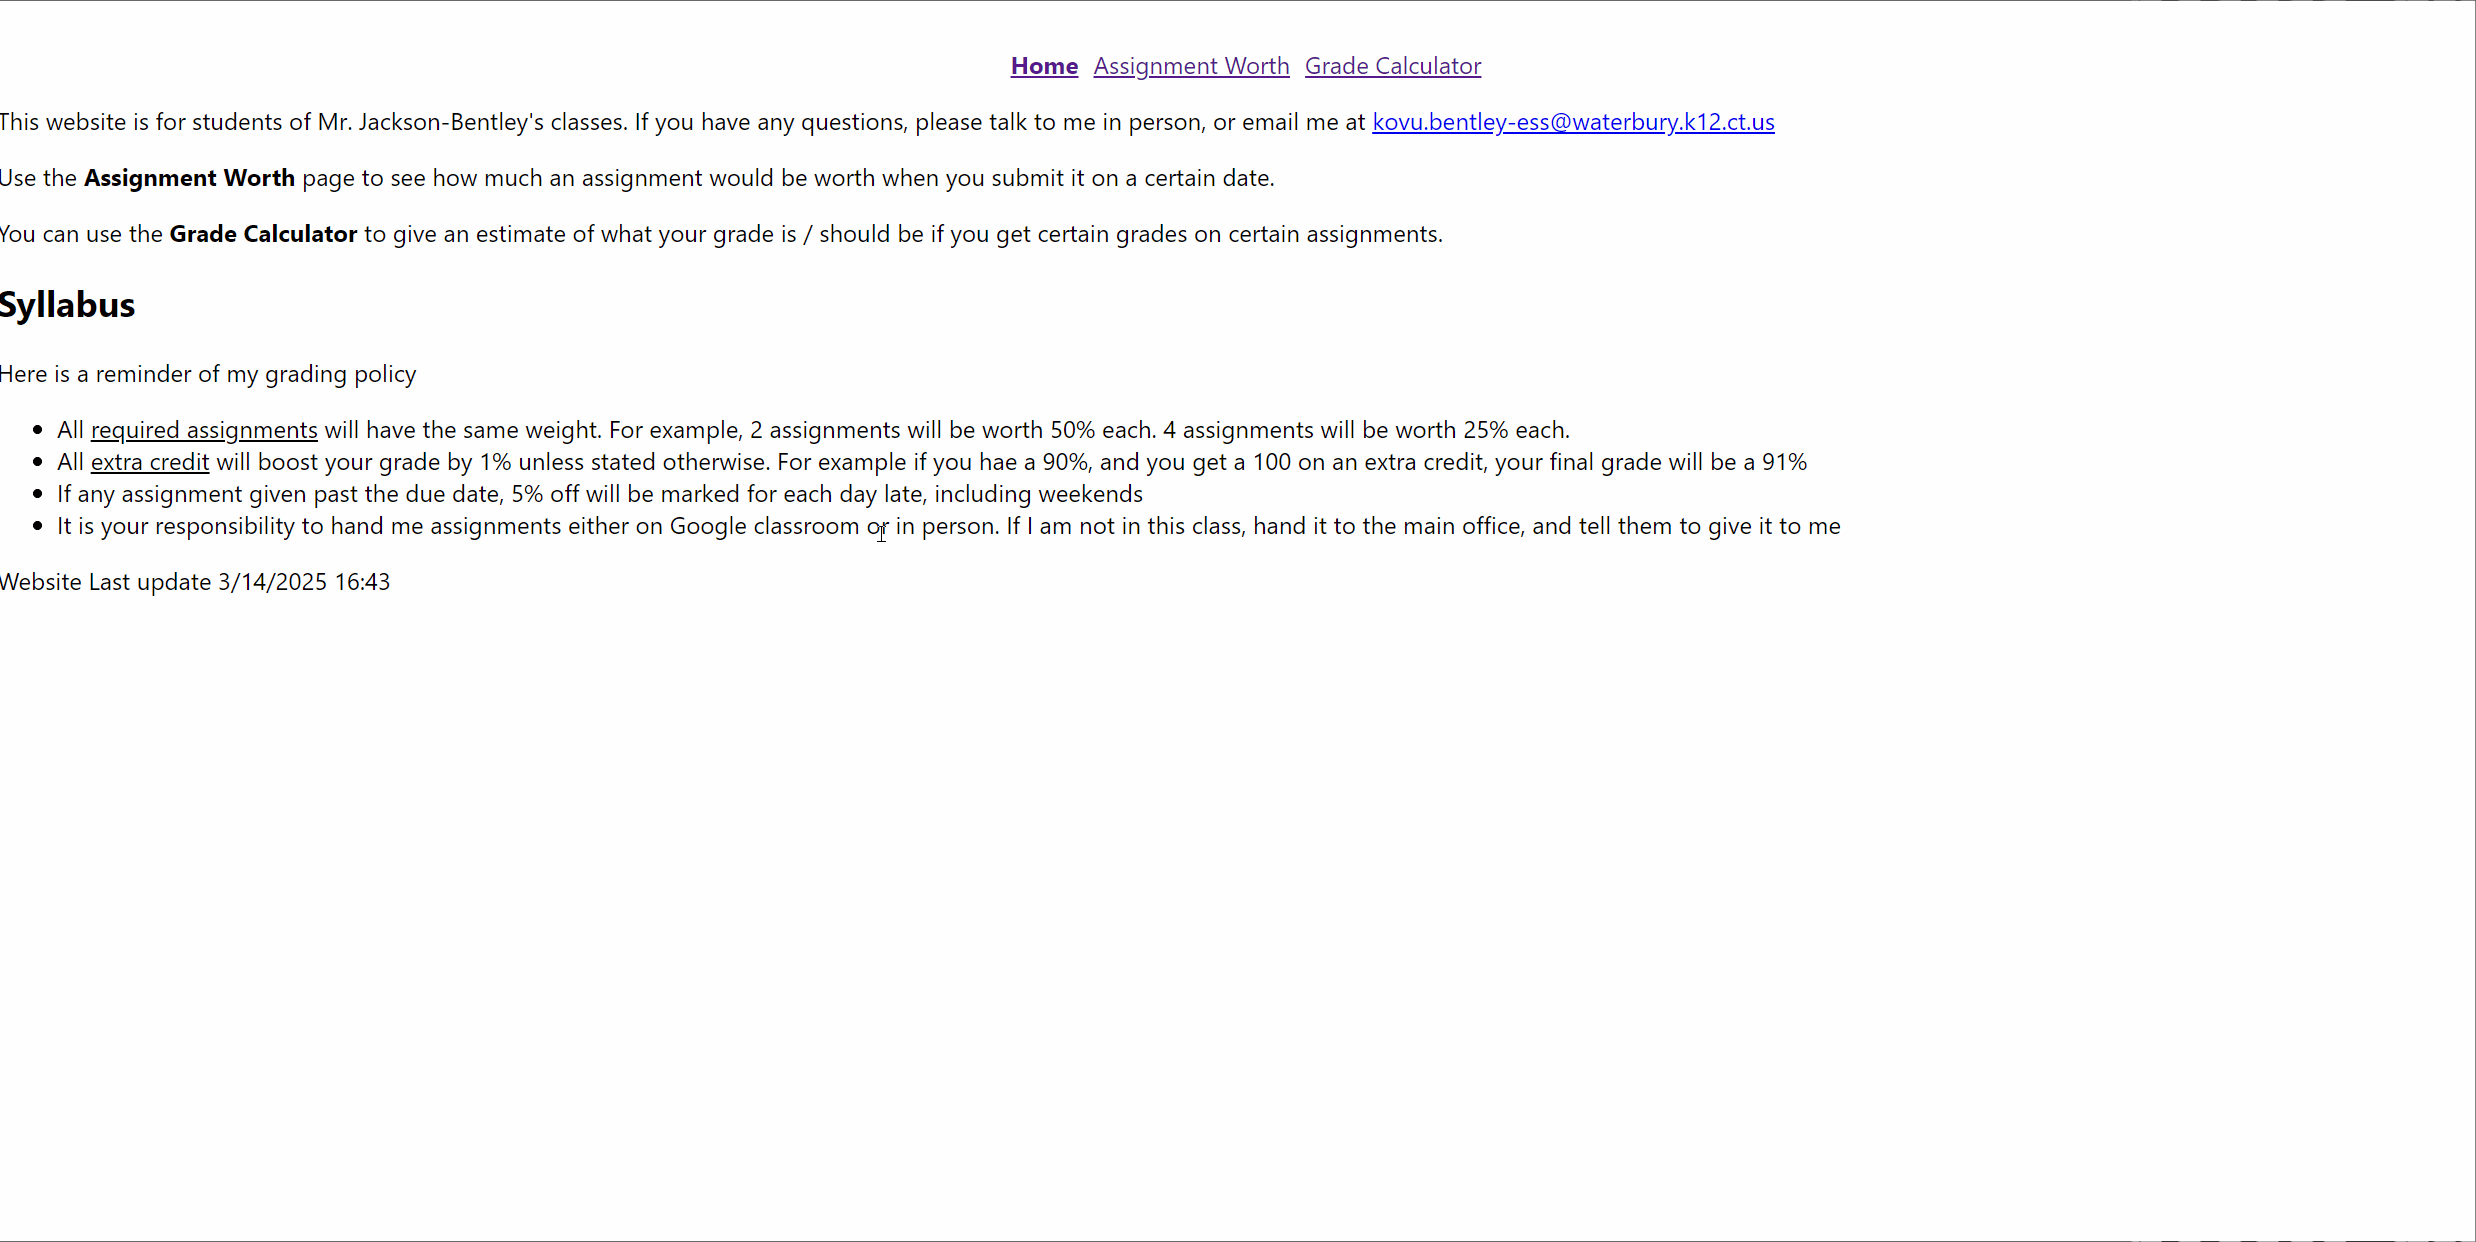 Home Assignment Worth Grade Calculator
This website is for students of Mr. Jackson-Bentley's classes. If you have any questions, please talk to me in person, or email me at kovu.bentley-ess@waterbury.k12.ct.us
Use the Assignment Worth page to see how much an assignment would be worth when you submit it on a certain date.
You can use the Grade Calculator to give an estimate of what your grade is / should be if you get certain grades on certain assignments.
Syllabus
Here is a reminder of my grading policy
All required assignments will have the same weight. For example, 2 assignments will be worth 50% each. 4 assignments will be worth 25% each.
All extra credit will boost your grade by 1% unless stated otherwise. For example if you hae a 90%, and you get a 100 on an extra credit, your final grade will be a 91%
If any assignment given past the due date, 5% off will be marked for each day late, including weekends
It is your responsibility to hand me assignments either on Google classroom or in person. If I am not in this class, hand it to the main office, and tell them to give it to me
Website Last update 3/14/2025 16:43